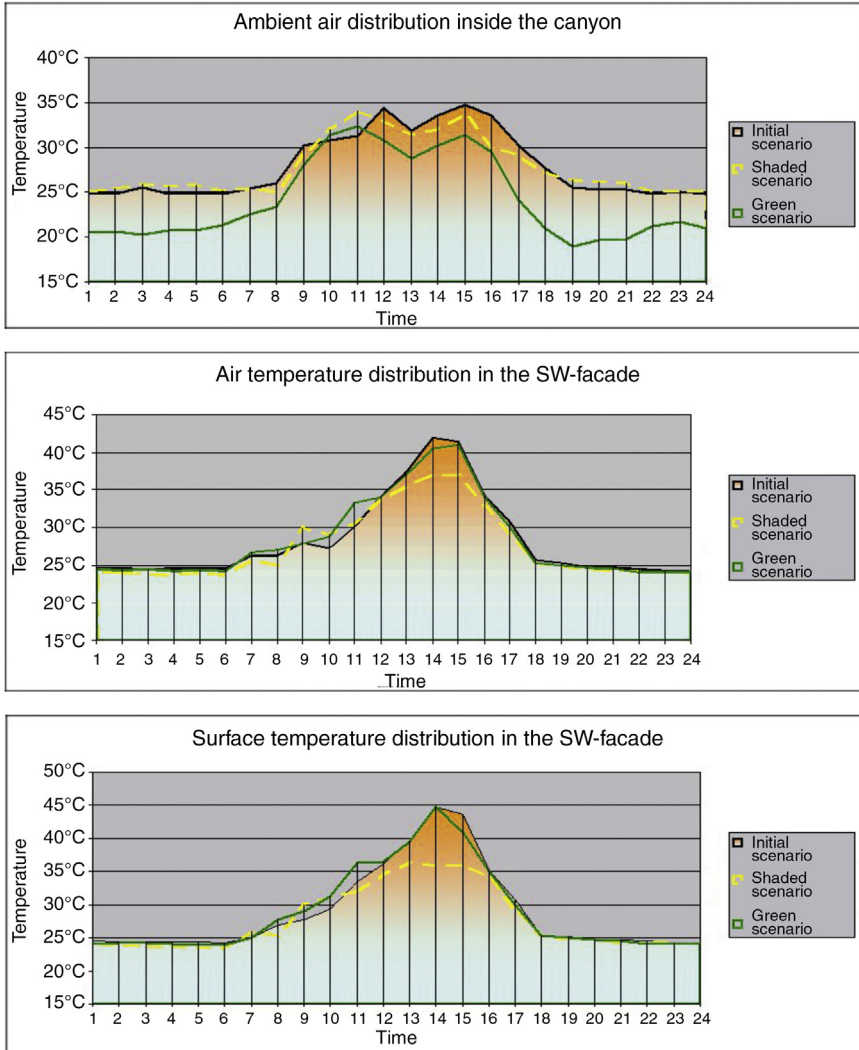 Ambient air distribution inside the canyon
Temperature
40°C
35°C
30°C
25°C
20°C
15°C
1 2 3 4 5 6 7 8 9 10 11 12 13 14 15 16 17 18 19 20 21 22 23 24
Time
Initial
scenario
Shaded
scenario
Green
scenario
Air temperature distribution in the SW-facade
Temperature
45°C
40°C
35°C
30°C
25°C
20°C
15°C
1 2 3 4 5 6 7 8 9 10 11 12 13 14 15 16 17 18 19 20 21 22 23 24
Time
Initial
scenario
Shaded
scenario
Green
scenario
Surface temperature distribution in the SW-facade
Temperature
50°C
45°C
40°C
35°C
30°C
25°C
20°C
15°C
1 2 3 4 5 6 7 8 9 10 11 12 13 14 15 16 17 18 19 20 21 22 23 24
Time
Initial
scenario
Shaded
scenario
Green
scenario